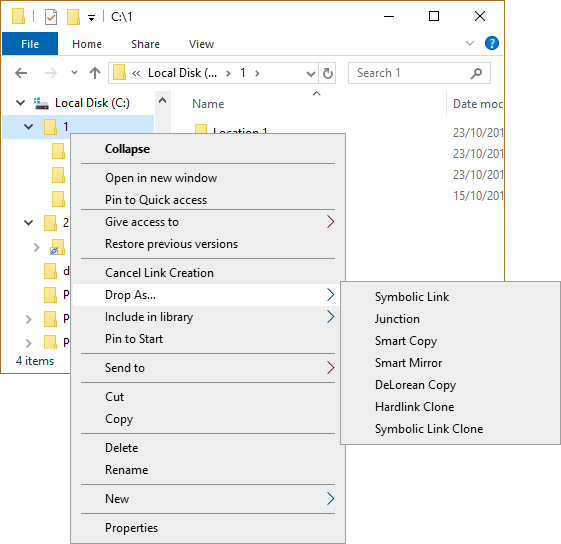 C:\1
File Home Share View
« Local Disk (... > 1 >
Search 1
Local Disk (C:)
Name
Date mod
1
Location 1
23/10/201
23/10/201
23/10/201
15/10/201
2
d
P
P
P
4 items
Collapse
Open in new window
Pin to Quick access
Give access to
Restore previous versions
Cancel Link Creation
Drop As...
Include in library
Pin to Start
Send to
Cut
Copy
Delete
Rename
New
Properties
Symbolic Link
Junction
Smart Copy
Smart Mirror
DeLorean Copy
Hardlink Clone
Symbolic Link Clone